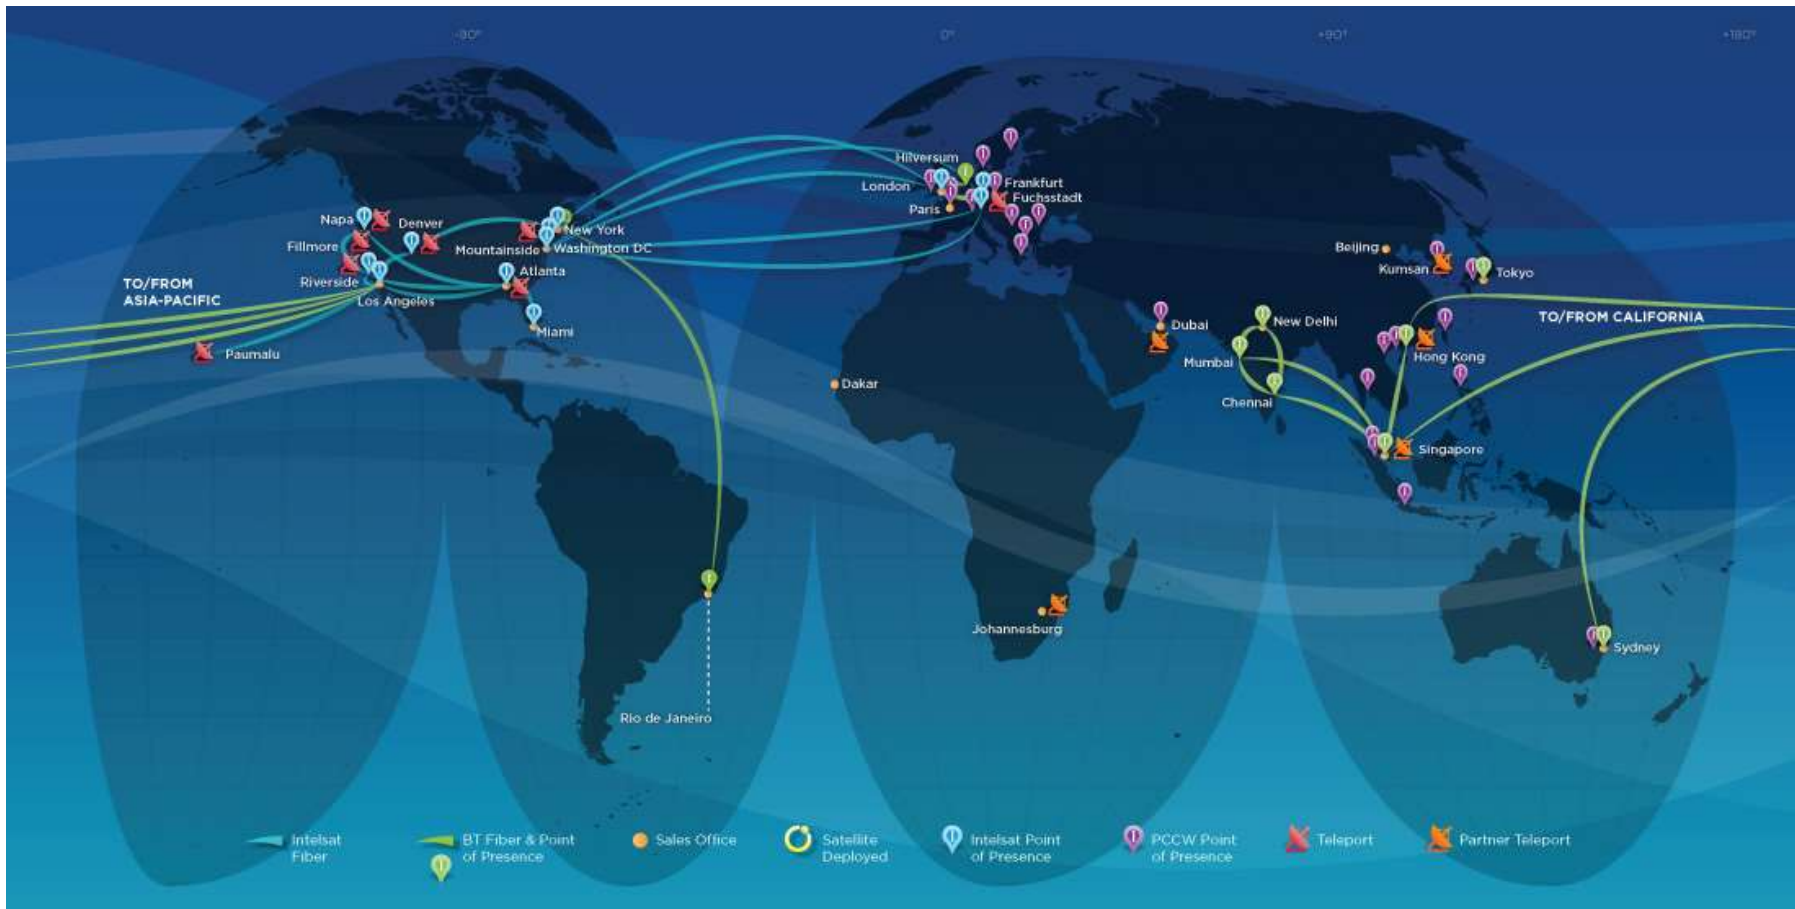 -90°
0°
+90°
+180°
Hilversum
London
Frankfurt
Fuchsstadt
Paris
Napa
Denver
New York
Fillmore
Mountainside
Washington DC
Beijing
Kumsan
Tokyo
Atlanta
Riverside
TO/FROM
ASIA-PACIFIC
Los Angeles
TO/FROM CALIFORNIA
Dubai
New Delhi
Miami
Paumalu
Mumbai
Hong Kong
Dakar
Chennai
Singapore
Johannesburg
Sydney
Rio de Janeiro
Intelsat
Fiber
BT Fiber & Point
of Presence
Sales Office
Satellite
Deployed
Intelsat Point
of Presence
PCCW Point
of Presence
Teleport
Partner Teleport